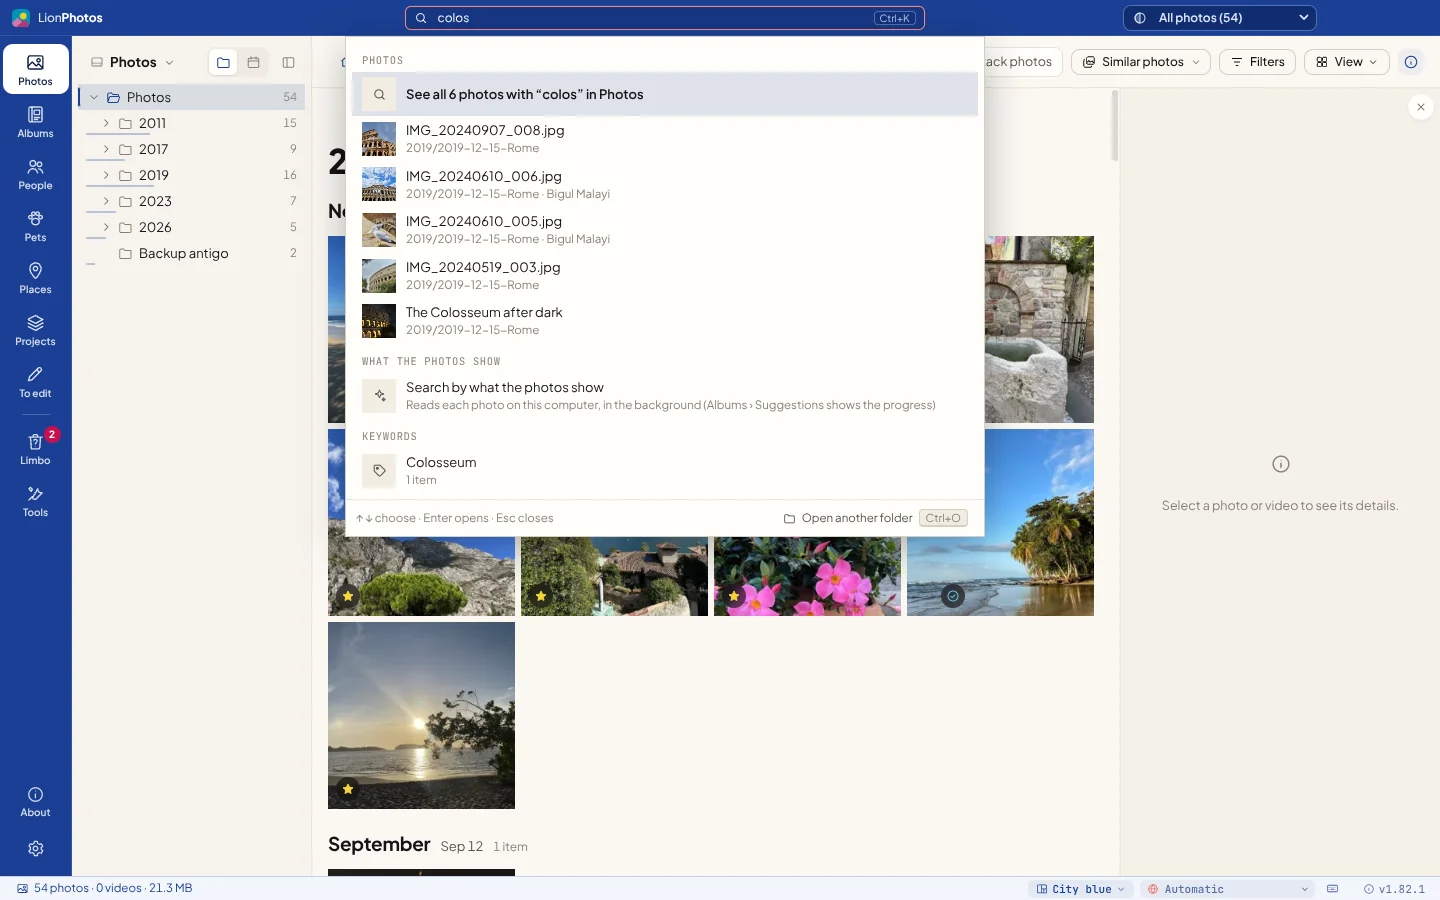 LionPhotos
colos
Ctrl+K
All photos (54)
Photos
Albums
People
Pets
Places
Projects
To edit
Limbo
2
Tools
About
Photos
Photos 54
2011 15
2017 9
2019 16
2023 7
2026 5
Backup antigo 2
ack photos
Similar photos
Filters
View
PHOTOS
See all 6 photos with “colos” in Photos
IMG_20240907_008.jpg
2019/2019-12-15-Rome
IMG_20240610_006.jpg
2019/2019-12-15-Rome · Bigul Malayi
IMG_20240610_005.jpg
2019/2019-12-15-Rome · Bigul Malayi
IMG_20240519_003.jpg
2019/2019-12-15-Rome
The Colosseum after dark
2019/2019-12-15-Rome
WHAT THE PHOTOS SHOW
Search by what the photos show
Reads each photo on this computer, in the background (Albums › Suggestions shows the progress)
KEYWORDS
Colosseum
1 item
↑↓ choose · Enter opens · Esc closes
Open another folder Ctrl+O
2
September Sep 12 1 item
Select a photo or video to see its details.
54 photos · 0 videos · 21.3 MB
City blue
Automatic
v1.82.1